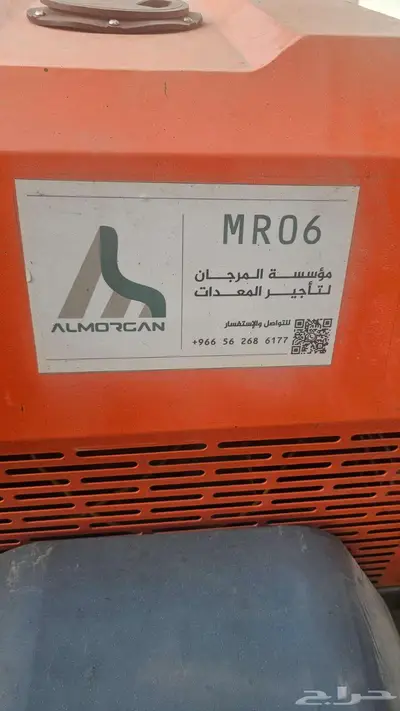 MR06
مؤسسة المرجان
لتأجير المعدات
للتواصل والإستفسار
+966 56 268 6177
ALMORGAN
حراج